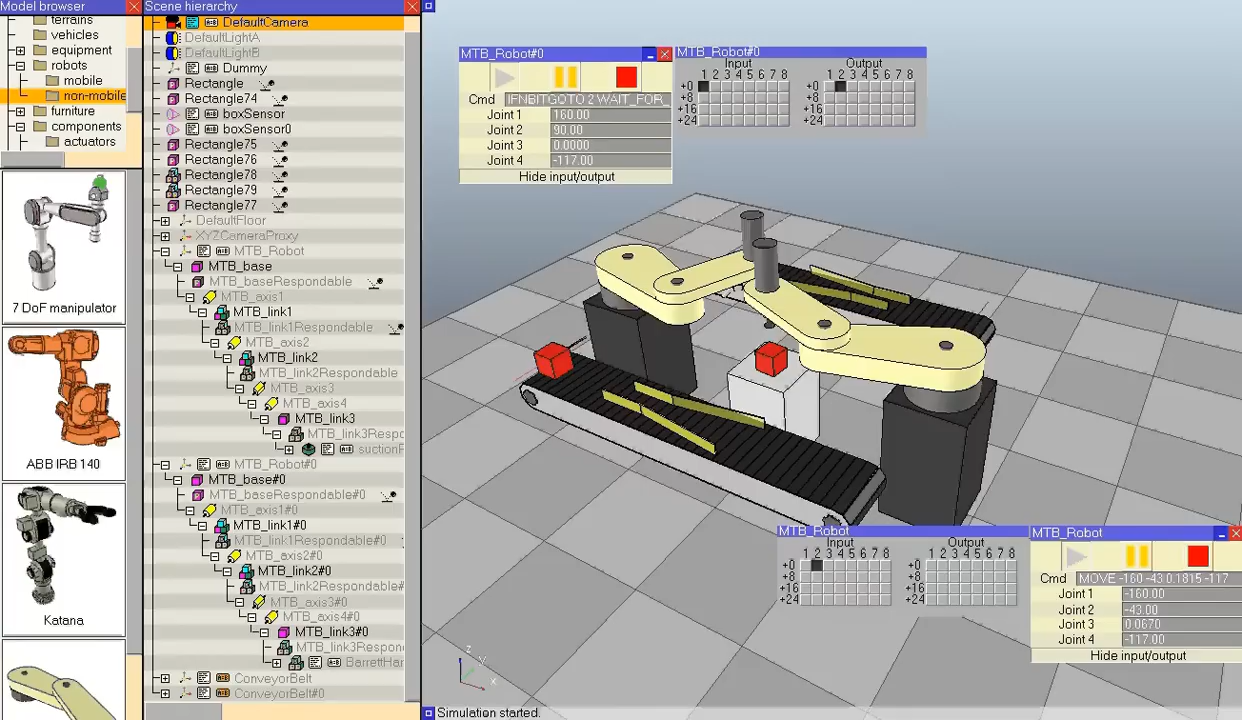 Model browser
terrains
vehicles
equipment
robots
mobile
non-mobile
furniture
components
actuators
7 DoF manipulator
ABB IRB 140
Katana
Scene hierarchy
DefaultCamera
DefaultLightA
DefaultLightB
Dummy
Rectangle
Rectangle74
boxSensor
boxSensor0
Rectangle75
Rectangle76
Rectangle78
Rectangle79
Rectangle77
DefaultFloor
XYZCameraProxy
MTB_Robot
MTB_base
MTB_baseRespondable
MTB_axis1
MTB_link1
MTB_link1Respondable
MTB_axis2
MTB_link2
MTB_link2Respondable
MTB_axis3
MTB_axis4
MTB_link3
MTB_link3Respo
suctionP
MTB_Robot#0
MTB_base#0
MTB_baseRespondable#0
MTB_axis1#0
MTB_link1#0
MTB_link1Respondable#0
MTB_axis2#0
MTB_link2#0
MTB_link2Respondable#
MTB_axis3#0
MTB_axis4#0
MTB_link3#0
MTB_link3Respon
BarrettHar
ConveyorBelt
ConveyorBelt#0
MTB_Robot#0
Cmd IFNBITGOTO 2 WAIT_FOR_
Joint 1 160.00
Joint 2 90.00
Joint 3 0.0000
Joint 4 -117.00
Hide input/output
MTB_Robot#0
Input Output
1 2 3 4 5 6 7 8 1 2 3 4 5 6 7 8
+0 +0
+8 +8
+16 +16
+24 +24
MTB_Robot
Input Output
1 2 3 4 5 6 7 8 1 2 3 4 5 6 7 8
+0 +0
+8 +8
+16 +16
+24 +24
MTB_Robot
Cmd MOVE -160 -43 0.1815 -117
Joint 1 -160.00
Joint 2 -43.00
Joint 3 0.0670
Joint 4 -117.00
Hide input/output
z
y
x
Simulation started.